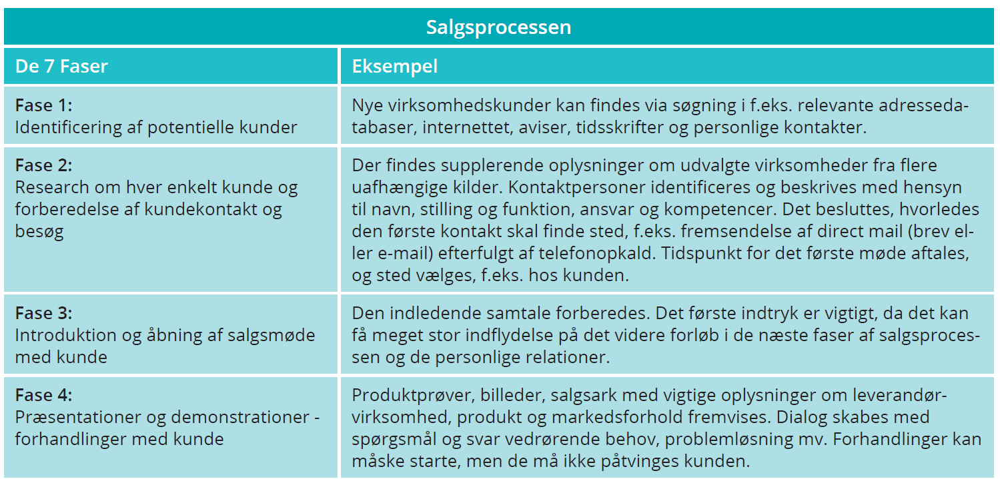 Salgsprocessen
De 7 Faser
Eksempel
Fase 1:
Identificering af potentielle kunder
Nye virksomhedskunder kan findes via søgning i f.eks. relevante adresseda-
tabaser, internettet, aviser, tidsskrifter og personlige kontakter.
Fase 2:
Research om hver enkelt kunde og
forberedelse af kundekontakt og
besøg
Der findes supplerende oplysninger om udvalgte virksomheder fra flere
uafhængige kilder. Kontaktpersoner identificeres og beskrives med hensyn
til navn, stilling og funktion, ansvar og kompetencer. Det besluttes, hvorledes
den første kontakt skal finde sted, f.eks. fremsendelse af direct mail (brev el-
ler e-mail) efterfulgt af telefonopkald. Tidspunkt for det første møde aftales,
og sted vælges, f.eks. hos kunden.
Fase 3:
Introduktion og åbning af salgsmøde
med kunde
Den indledende samtale forberedes. Det første indtryk er vigtigt, da det kan
få meget stor indflydelse på det videre forløb i de næste faser af salgsproces-
sen og de personlige relationer.
Fase 4:
Præsentationer og demonstrationer -
forhandlinger med kunde
Produktprøver, billeder, salgsark med vigtige oplysninger om leverandør-
virksomhed, produkt og markedsforhold fremvises. Dialog skabes med
spørgsmål og svar vedrørende behov, problemløsning mv. Forhandlinger kan
måske starte, men de må ikke påtvinges kunden.